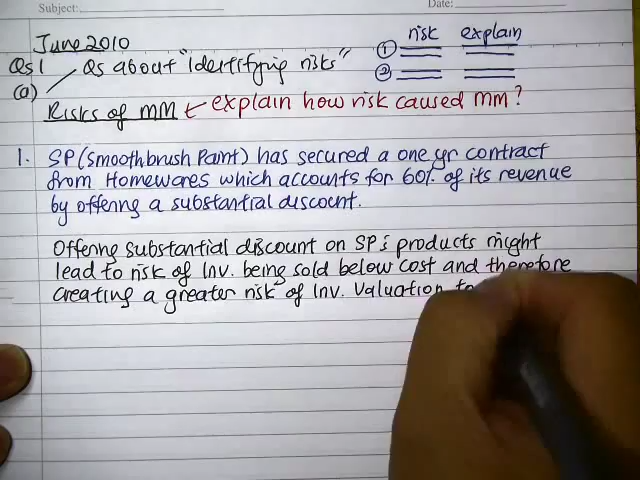 Subject:
Date:
June 2010
risk explain
Qs 1 Qs about "Identifying risks" ①
(a) ②
Risks of MM ← explain how risk caused MM?
1. SP (Smoothbrush Paint) has secured a one yr contract
from Homewares which accounts for 60% of its revenue
by offering a substantial discount.
Offering substantial discount on SP's products might
lead to risk of Inv. being sold below cost and therefore
creating a greater risk of Inv. Valuation to